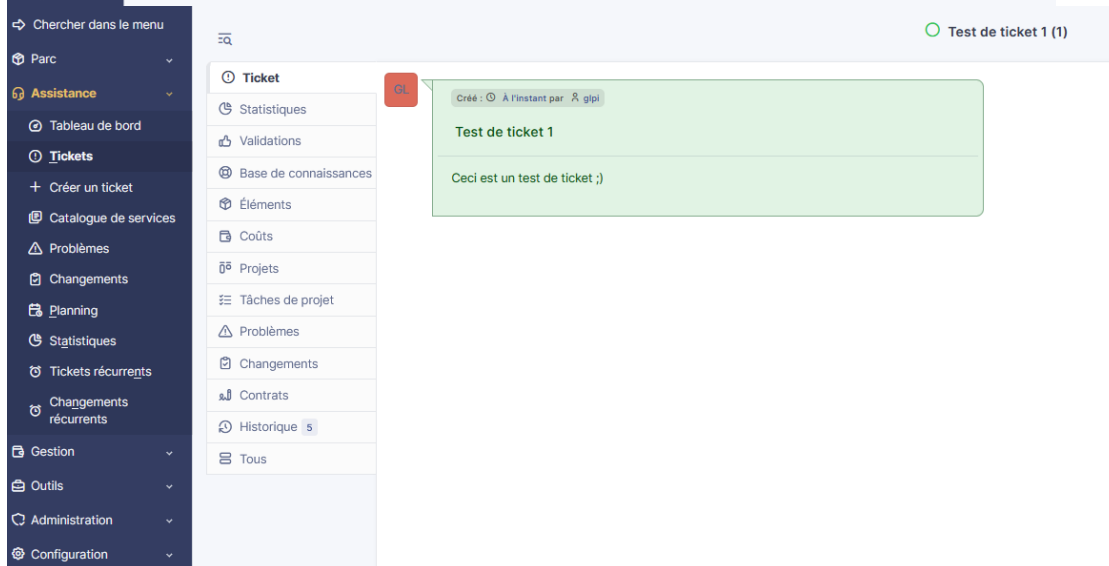 Chercher dans le menu
Parc
Assistance
Tableau de bord
Tickets
Créer un ticket
Catalogue de services
Problèmes
Changements
Planning
Statistiques
Tickets récurrents
Changements
récurrents
Gestion
Outils
Administration
Configuration
Test de ticket 1 (1)
Ticket
Statistiques
Validations
Base de connaissances
Éléments
Coûts
Projets
Tâches de projet
Problèmes
Changements
Contrats
Historique 5
Tous
GL
Créé : À l'instant par glpi
Test de ticket 1
Ceci est un test de ticket ;)